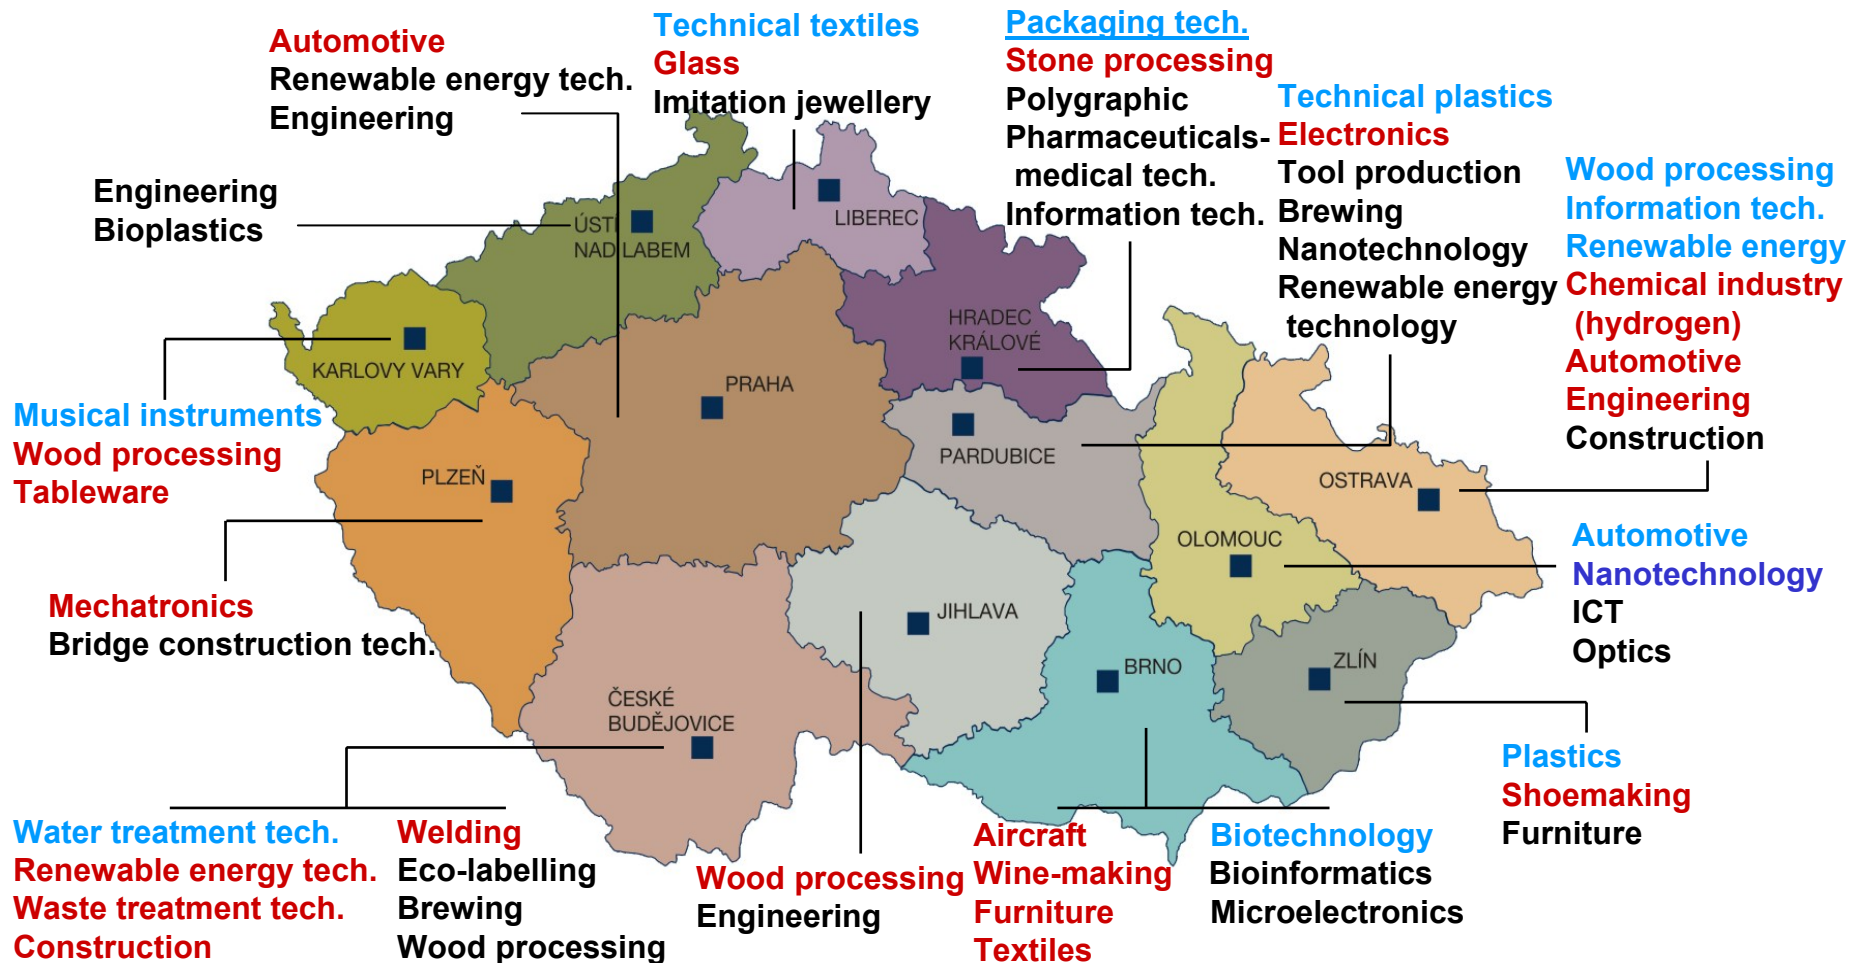 Automotive
Renewable energy tech.
Engineering
Technical textiles
Glass
Imitation jewellery
Packaging tech.
Stone processing
Polygraphic
Pharmaceuticals-
medical tech.
Information tech.
Technical plastics
Electronics
Tool production
Brewing
Nanotechnology
Renewable energy
technology
Wood processing
Information tech.
Renewable energy
Chemical industry
(hydrogen)
Automotive
Engineering
Construction
Engineering
Bioplastics
ÚSTÍ
NAD LABEM
LIBEREC
HRADEC
KRÁLOVÉ
KARLOVY VARY
PRAHA
PARDUBICE
PLZEŇ
OSTRAVA
OLOMOUC
JIHLAVA
BRNO
ZLÍN
ČESKÉ
BUDĚJOVICE
Musical instruments
Wood processing
Tableware
Mechatronics
Bridge construction tech.
Automotive
Nanotechnology
ICT
Optics
Plastics
Shoemaking
Furniture
Water treatment tech.
Renewable energy tech.
Waste treatment tech.
Construction
Welding
Eco-labelling
Brewing
Wood processing
Wood processing
Engineering
Aircraft
Wine-making
Furniture
Textiles
Biotechnology
Bioinformatics
Microelectronics